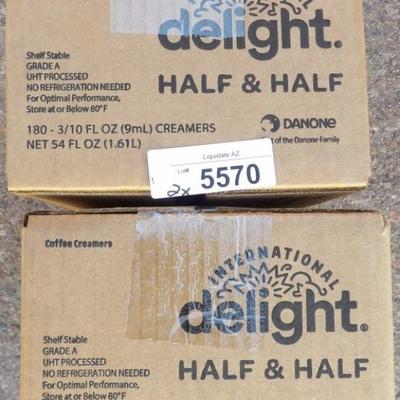 delight.
Shelf Stable
GRADE A
UHT PROCESSED
NO REFRIGERATION NEEDED
For Optimal Performance,
Store at or Below 80°F
HALF & HALF
180 - 3/10 FL OZ (9mL) CREAMERS
NET 54 FL OZ (1.61L)
DANONE
of the Danone Family
Liquidate AZ
Lot#
2x 5570
Coffee Creamers
INTERNATIONAL
delight®
Shelf Stable
GRADE A
UHT PROCESSED
NO REFRIGERATION NEEDED
For Optimal Performance,
Store at or Below 80°F
HALF & HALF